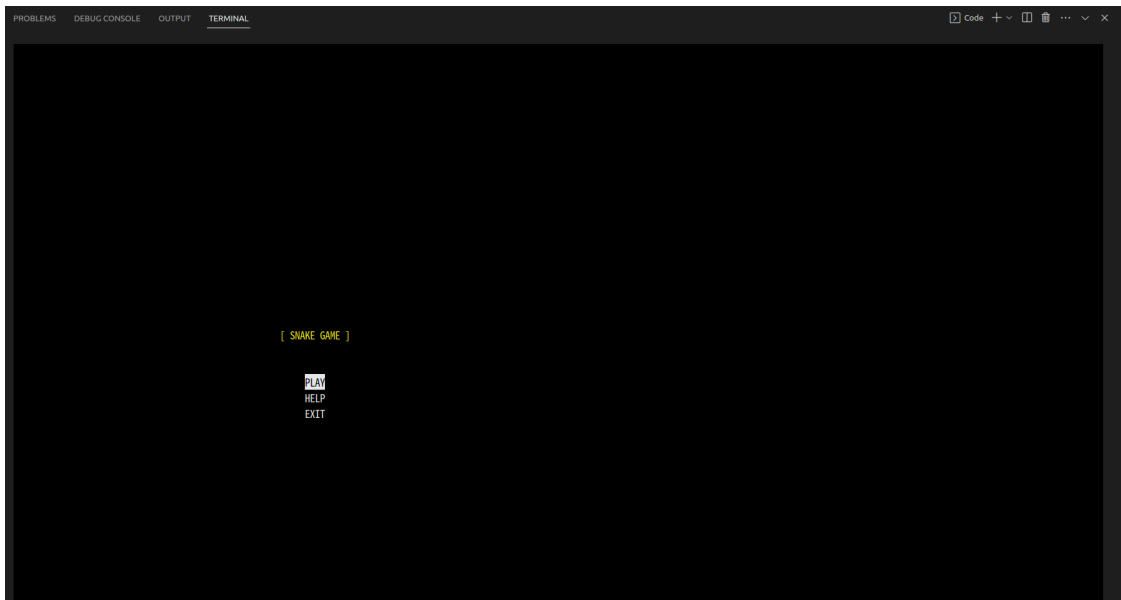 PROBLEMS DEBUG CONSOLE OUTPUT TERMINAL Code
[ SNAKE GAME ]
PLAY
HELP
EXIT